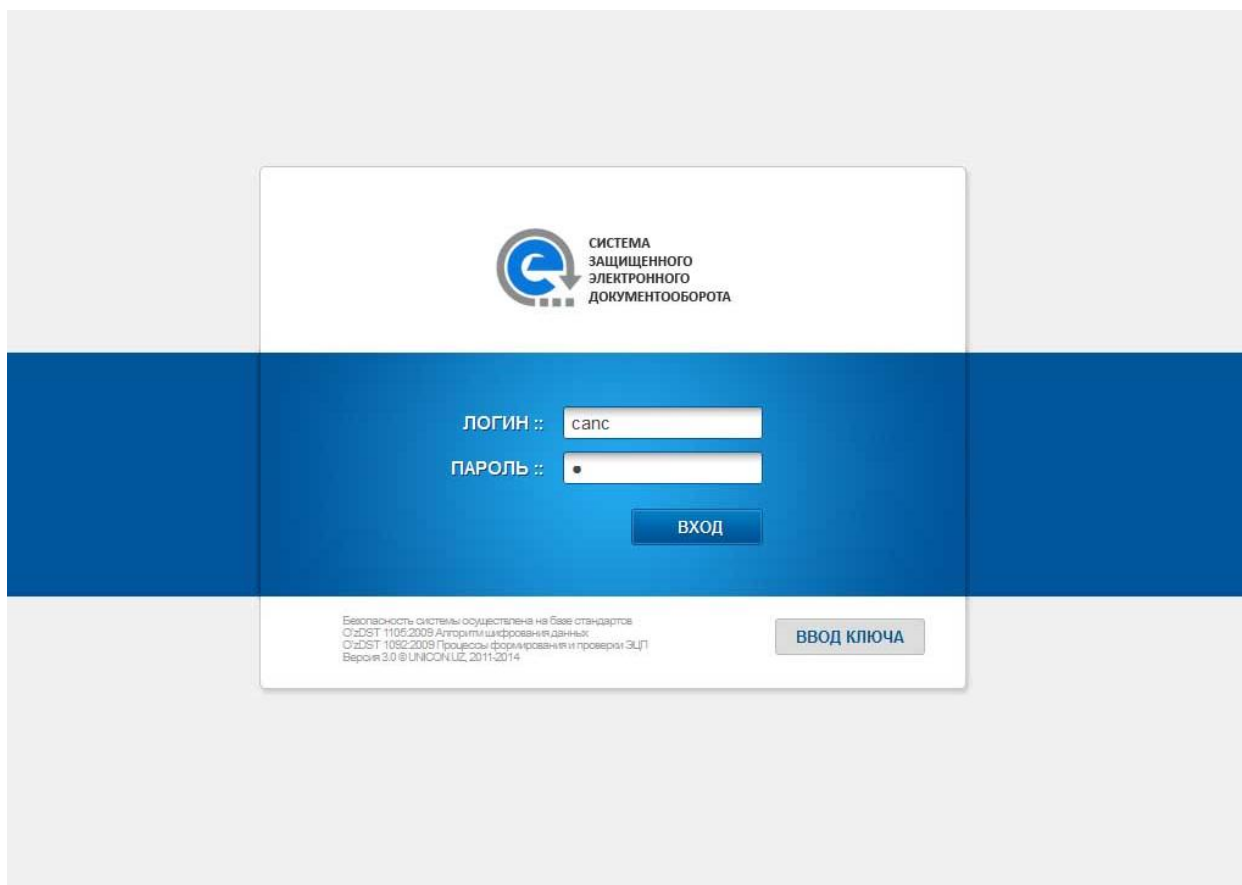 СИСТЕМА
ЗАЩИЩЕННОГО
ЭЛЕКТРОННОГО
ДОКУМЕНТООБОРОТА
ЛОГИН :: canc
ПАРОЛЬ :: ●
ВХОД
Безопасность системы осуществлена на базе стандартов
O'zDST 1105:2009 Алгоритм шифрования данных
O'zDST 1092:2009 Процессы формирования и проверки ЭЦП
Версия 3.0 © UNICON.UZ, 2011-2014
ВВОД КЛЮЧА